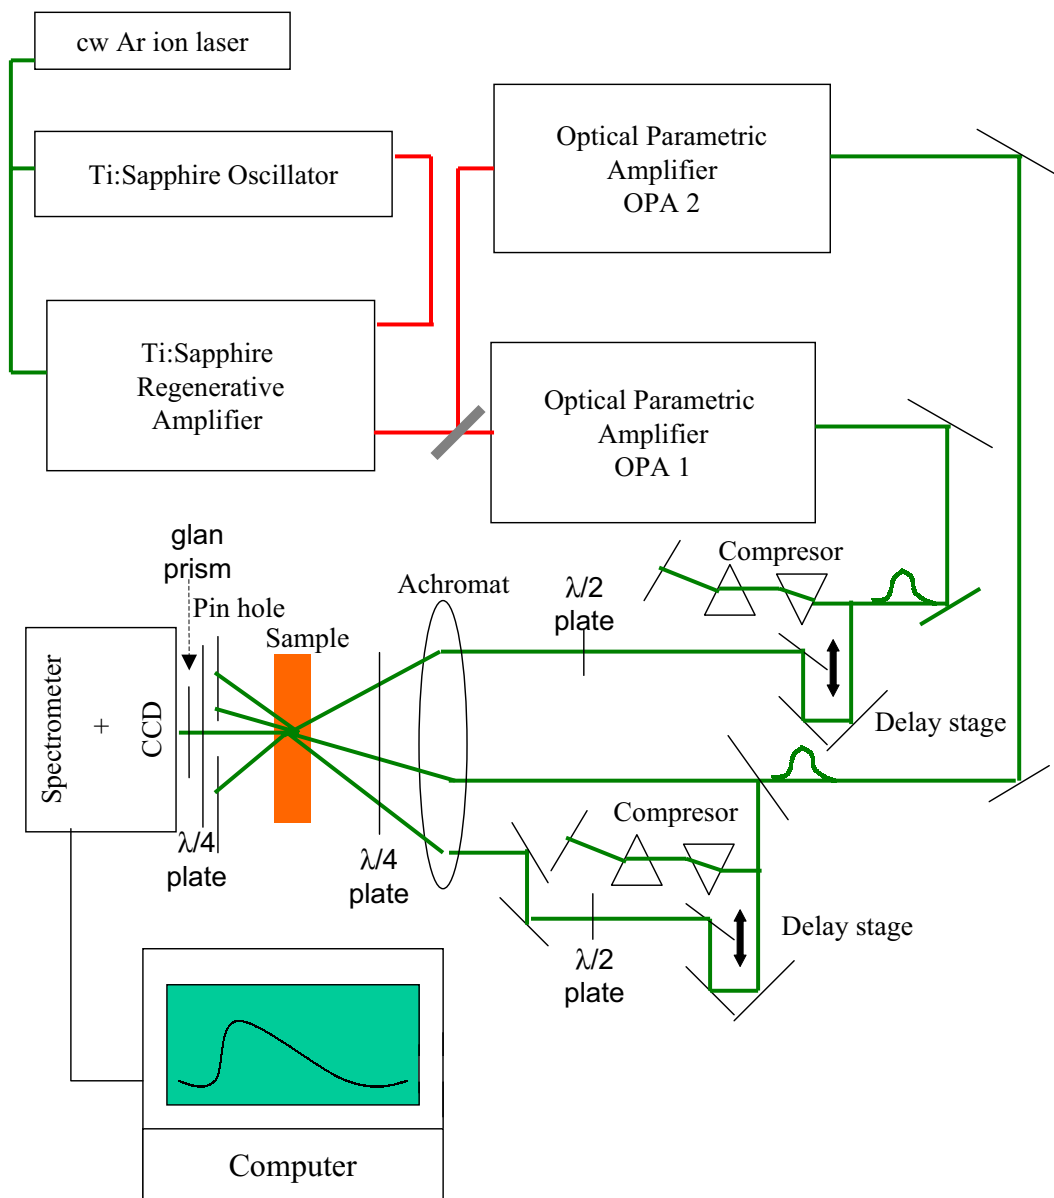 cw Ar ion laser
Ti:Sapphire Oscillator
Optical Parametric
Amplifier
OPA 2
Ti:Sapphire
Regenerative
Amplifier
Optical Parametric
Amplifier
OPA 1
glan
prism
Pin hole
Sample
Achromat
λ/2
plate
Compresor
Delay stage
Spectrometer
+
CCD
λ/4
plate
λ/4
plate
Compresor
λ/2
plate
Delay stage
Computer